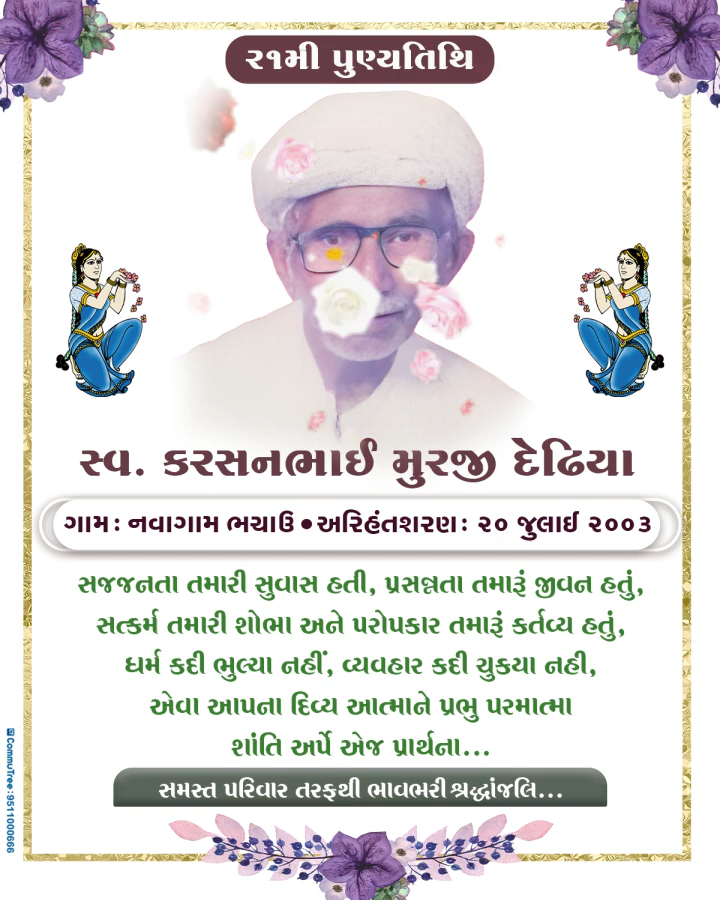 ૨૧મી પુણ્યતિથિ
સ્વ. કરસનભાઈ મુરજી દેઢિયા
ગામ: નવાગામ ભચાઉ • અરિહંતશરણ: ૨૦ જુલાઈ ૨૦૦૩
સજજનતા તમારી સુવાસ હતી, પ્રસન્નતા તમારૂં જીવન હતું,
સત્કર્મ તમારી શોભા અને પરોપકાર તમારૂં કર્તવ્ય હતું,
ધર્મ કદી ભુલ્યા નહીં, વ્યવહાર કદી ચુકયા નહી,
એવા આપના દિવ્ય આત્માને પ્રભુ પરમાત્મા
શાંતિ અર્પે એજ પ્રાર્થના...
સમસ્ત પરિવાર તરફથી ભાવભરી શ્રદ્ધાંજલિ...
CommuTree : 9511000666